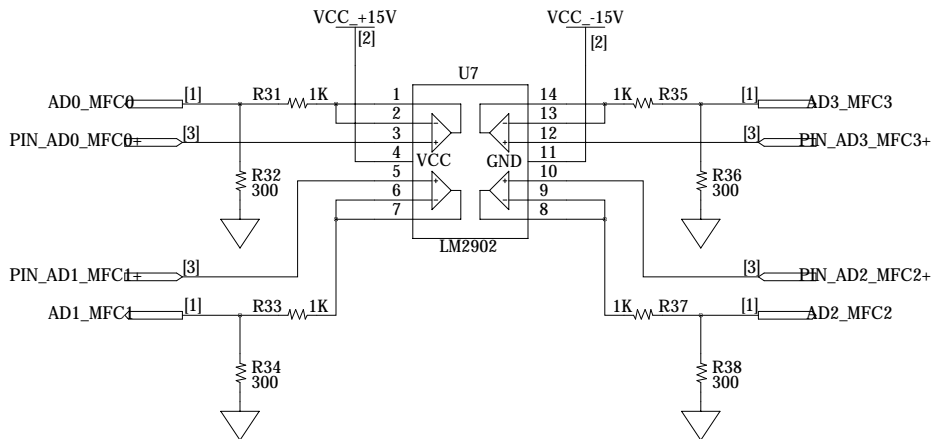 VCC_+15V
[2]
VCC_-15V
[2]
U7
AD0_MFC0
[1]
R31
1K
1
14
1K
R35
[1]
AD3_MFC3
2
13
PIN_AD0_MFC0+
[3]
3
12
[3]
PIN_AD3_MFC3+
4
VCC
GND
11
R32
300
5
10
R36
300
6
9
7
8
LM2902
PIN_AD1_MFC1+
[3]
[3]
PIN_AD2_MFC2+
AD1_MFC1
[1]
R33
1K
1K
R37
[1]
AD2_MFC2
R34
300
R38
300